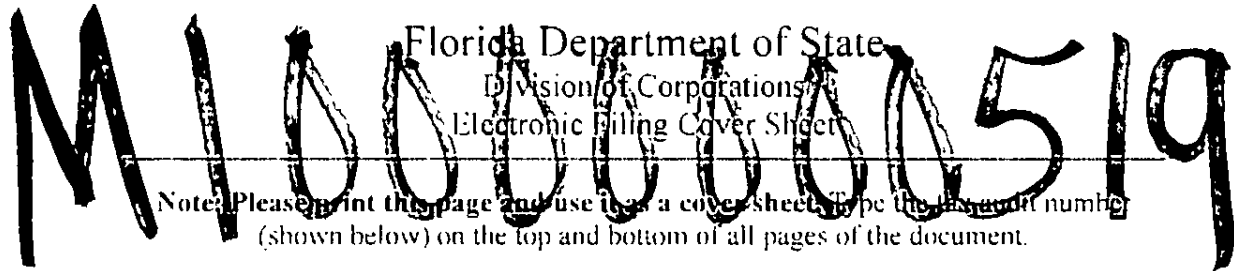 M10000000519
Florida Department of State
Division of Corporations
Electronic Filing Cover Sheet
Note: Please print this page and use it as a cover sheet. Type the fax audit number
(shown below) on the top and bottom of all pages of the document.